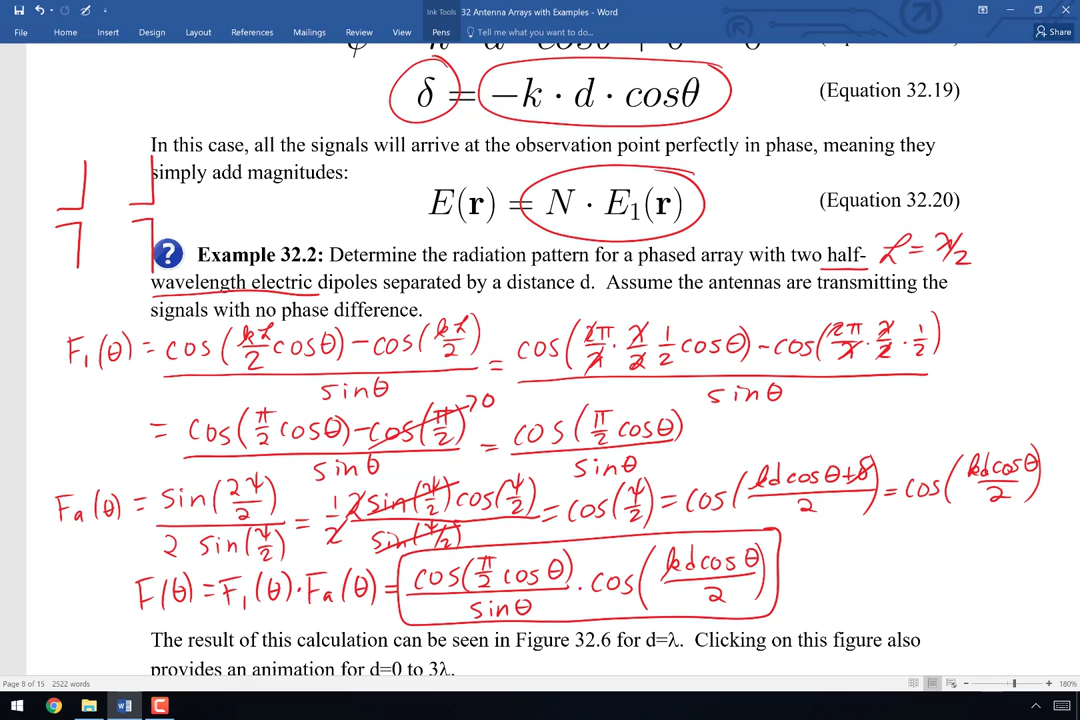 Ink Tools 32 Antenna Arrays with Examples - Word
File Home Insert Design Layout References Mailings Review View Pens Tell me what you want to do... Share
δ = −k · d · cosθ (Equation 32.19)
In this case, all the signals will arrive at the observation point perfectly in phase, meaning they
simply add magnitudes:
E(r) = N · E₁(r) (Equation 32.20)
? Example 32.2: Determine the radiation pattern for a phased array with two half- L = λ/2
wavelength electric dipoles separated by a distance d. Assume the antennas are transmitting the
signals with no phase difference.
F₁(θ) = cos(kL/2 cosθ) − cos(kL/2) / sinθ = cos(2π/λ · λ/2 · 1/2 cosθ) − cos(2π/λ · λ/2 · 1/2) / sinθ
= cos(π/2 cosθ) − cos(π/2) →0 / sinθ = cos(π/2 cosθ) / sinθ
Fa(θ) = sin(2ψ/2) / 2 sin(ψ/2) = 1/2 2sin(ψ/2)cos(ψ/2) / sin(ψ/2) = cos(ψ/2) = cos(kd cosθ+δ / 2) = cos(kd cosθ / 2)
F(θ) = F₁(θ) · Fa(θ) = cos(π/2 cosθ) / sinθ · cos(kd cosθ / 2)
The result of this calculation can be seen in Figure 32.6 for d=λ. Clicking on this figure also
provides an animation for d=0 to 3λ.
Page 8 of 15 2522 words 180%